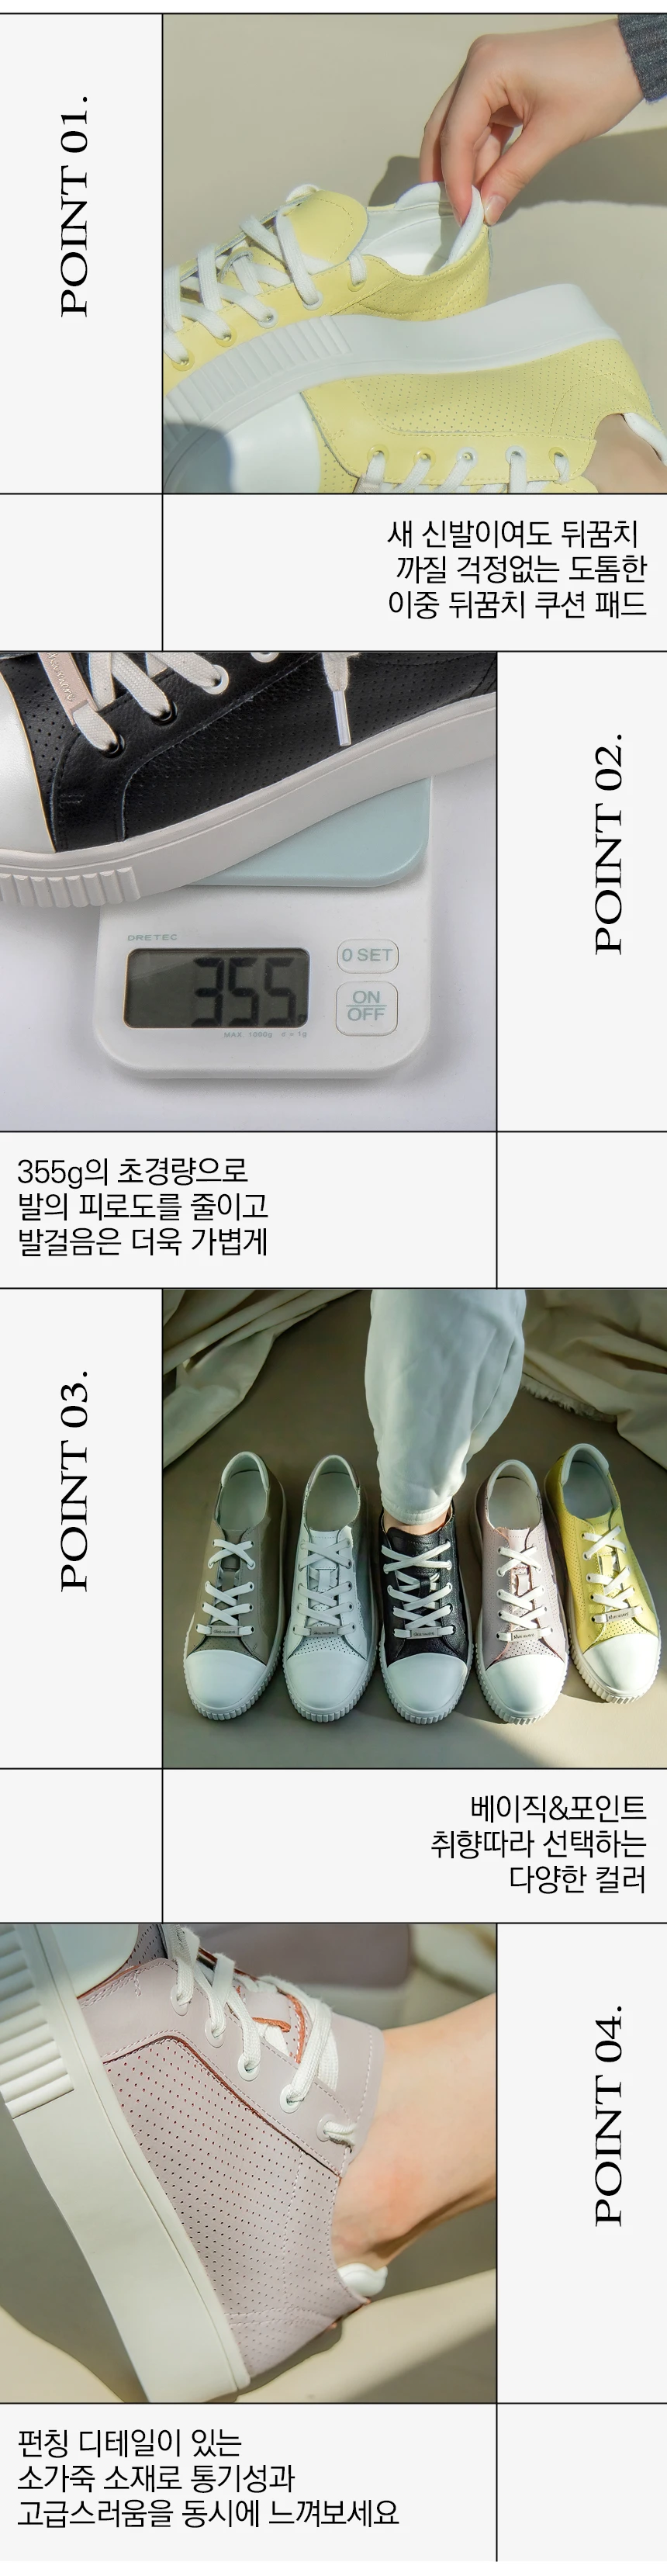 POINT 01.
새 신발이여도 뒤꿈치
까질 걱정없는 도톰한
이중 뒤꿈치 쿠션 패드
POINT 02.
DRETEC
355
0 SET
ON
OFF
MAX 1000g d = 1g
355g의 초경량으로
발의 피로도를 줄이고
발걸음은 더욱 가볍게
POINT 03.
베이직&포인트
취향따라 선택하는
다양한 컬러
POINT 04.
펀칭 디테일이 있는
소가죽 소재로 통기성과
고급스러움을 동시에 느껴보세요